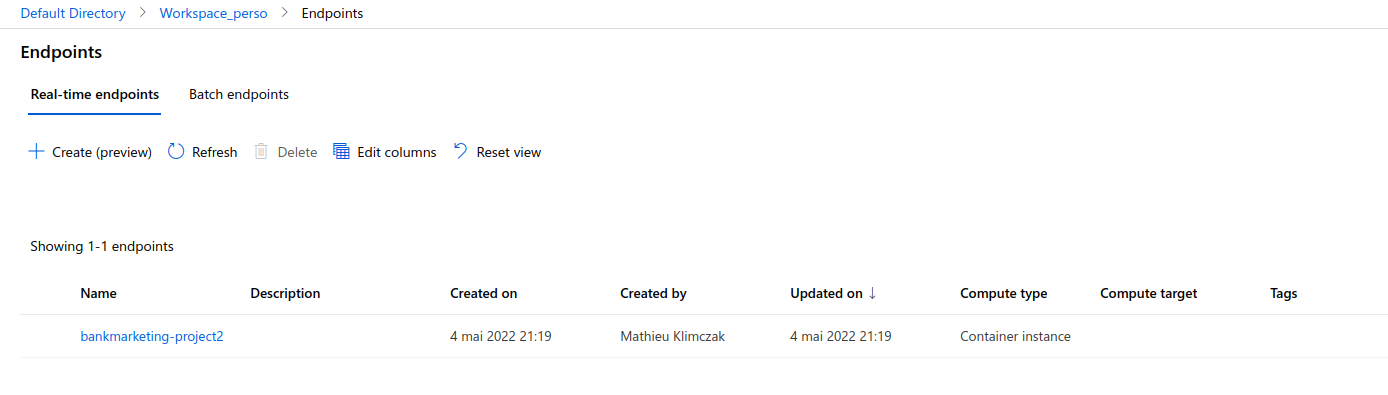 Default Directory > Workspace_perso > Endpoints
Endpoints
Real-time endpoints Batch endpoints
Create (preview) Refresh Delete Edit columns Reset view
Showing 1-1 endpoints
Name Description Created on Created by Updated on ↓ Compute type Compute target Tags
bankmarketing-project2 4 mai 2022 21:19 Mathieu Klimczak 4 mai 2022 21:19 Container instance